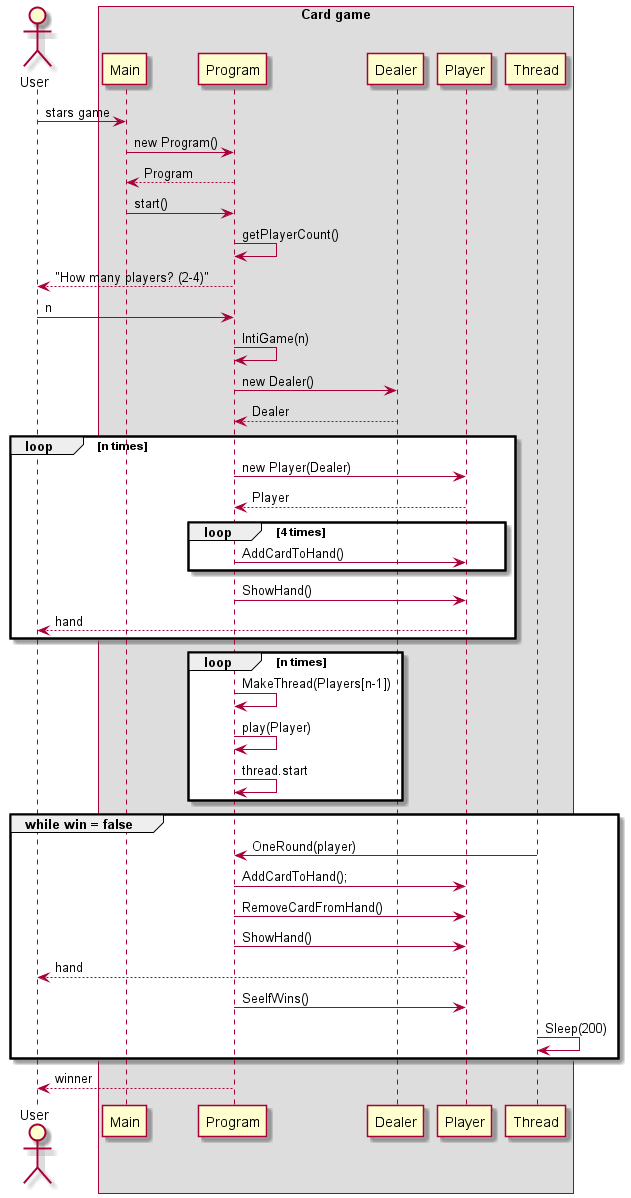 Card game
User
Main
Program
Dealer
Player
Thread
stars game
new Program()
Program
start()
getPlayerCount()
"How many players? (2-4)"
n
IntiGame(n)
new Dealer()
Dealer
loop [n times]
new Player(Dealer)
Player
loop [4 times]
AddCardToHand()
ShowHand()
hand
loop [n times]
MakeThread(Players[n-1])
play(Player)
thread.start
while win = false
OneRound(player)
AddCardToHand();
RemoveCardFromHand()
ShowHand()
hand
SeeIfWins()
Sleep(200)
winner
User
Main
Program
Dealer
Player
Thread